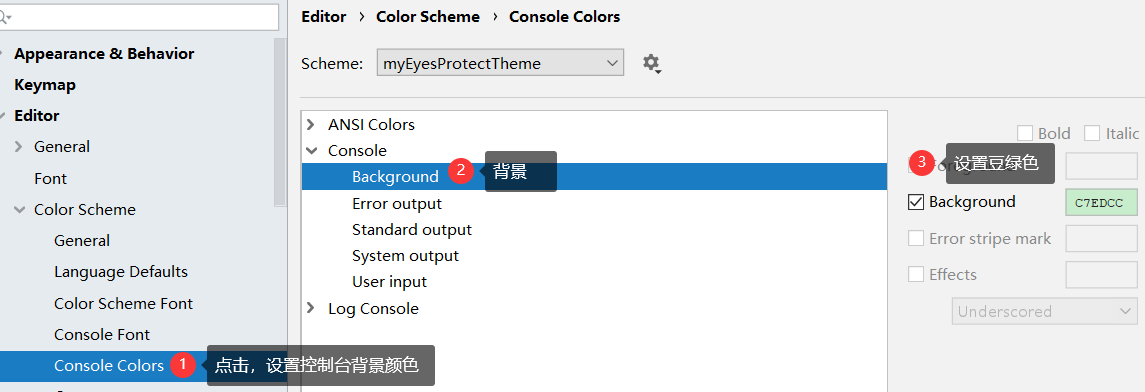 Editor › Color Scheme › Console Colors
Scheme: myEyesProtectTheme
Appearance & Behavior
Keymap
Editor
General
Font
Color Scheme
General
Language Defaults
Color Scheme Font
Console Font
Console Colors 1 点击，设置控制台背景颜色
ANSI Colors
Console
Background 2 背景
Error output
Standard output
System output
User input
Log Console
Bold Italic
3 设置豆绿色
Background C7EDCC
Error stripe mark
Effects
Underscored